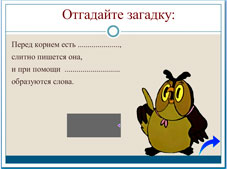 Отгадайте загадку:
Перед корнем есть ......................,
слитно пишется она,
и при помощи ............................
образуются слова.